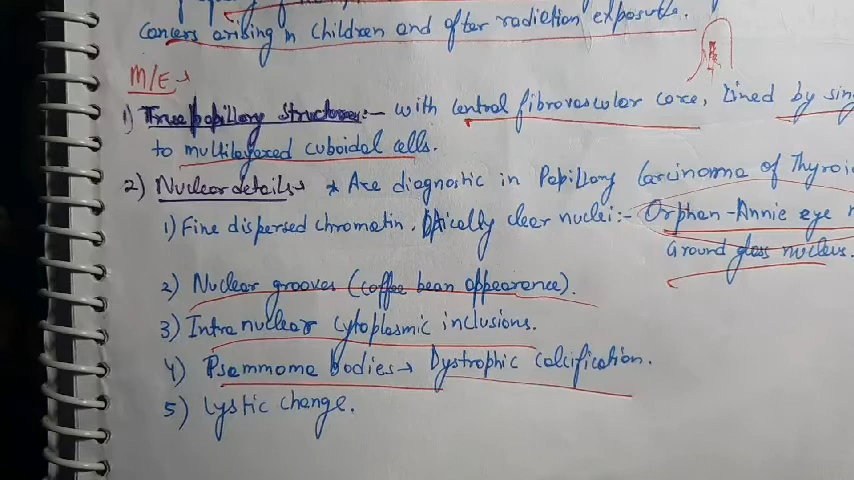 Cancers arising in children and after radiation exposure.
M/E →
1) True papillary structures:- with central fibrovascular core, lined by sin
to multilayered cuboidal cells.
2) Nuclear details → * Are diagnostic in Papillary Carcinoma of Thyroi
1) Fine dispersed chromatin. Optically clear nuclei:- Orphan-Annie eye n
Ground glass nucleus.
2) Nuclear grooves (coffee bean appearence).
3) Intra nuclear cytoplasmic inclusions.
4) Psammoma bodies → Dystrophic calcification.
5) Cystic change.